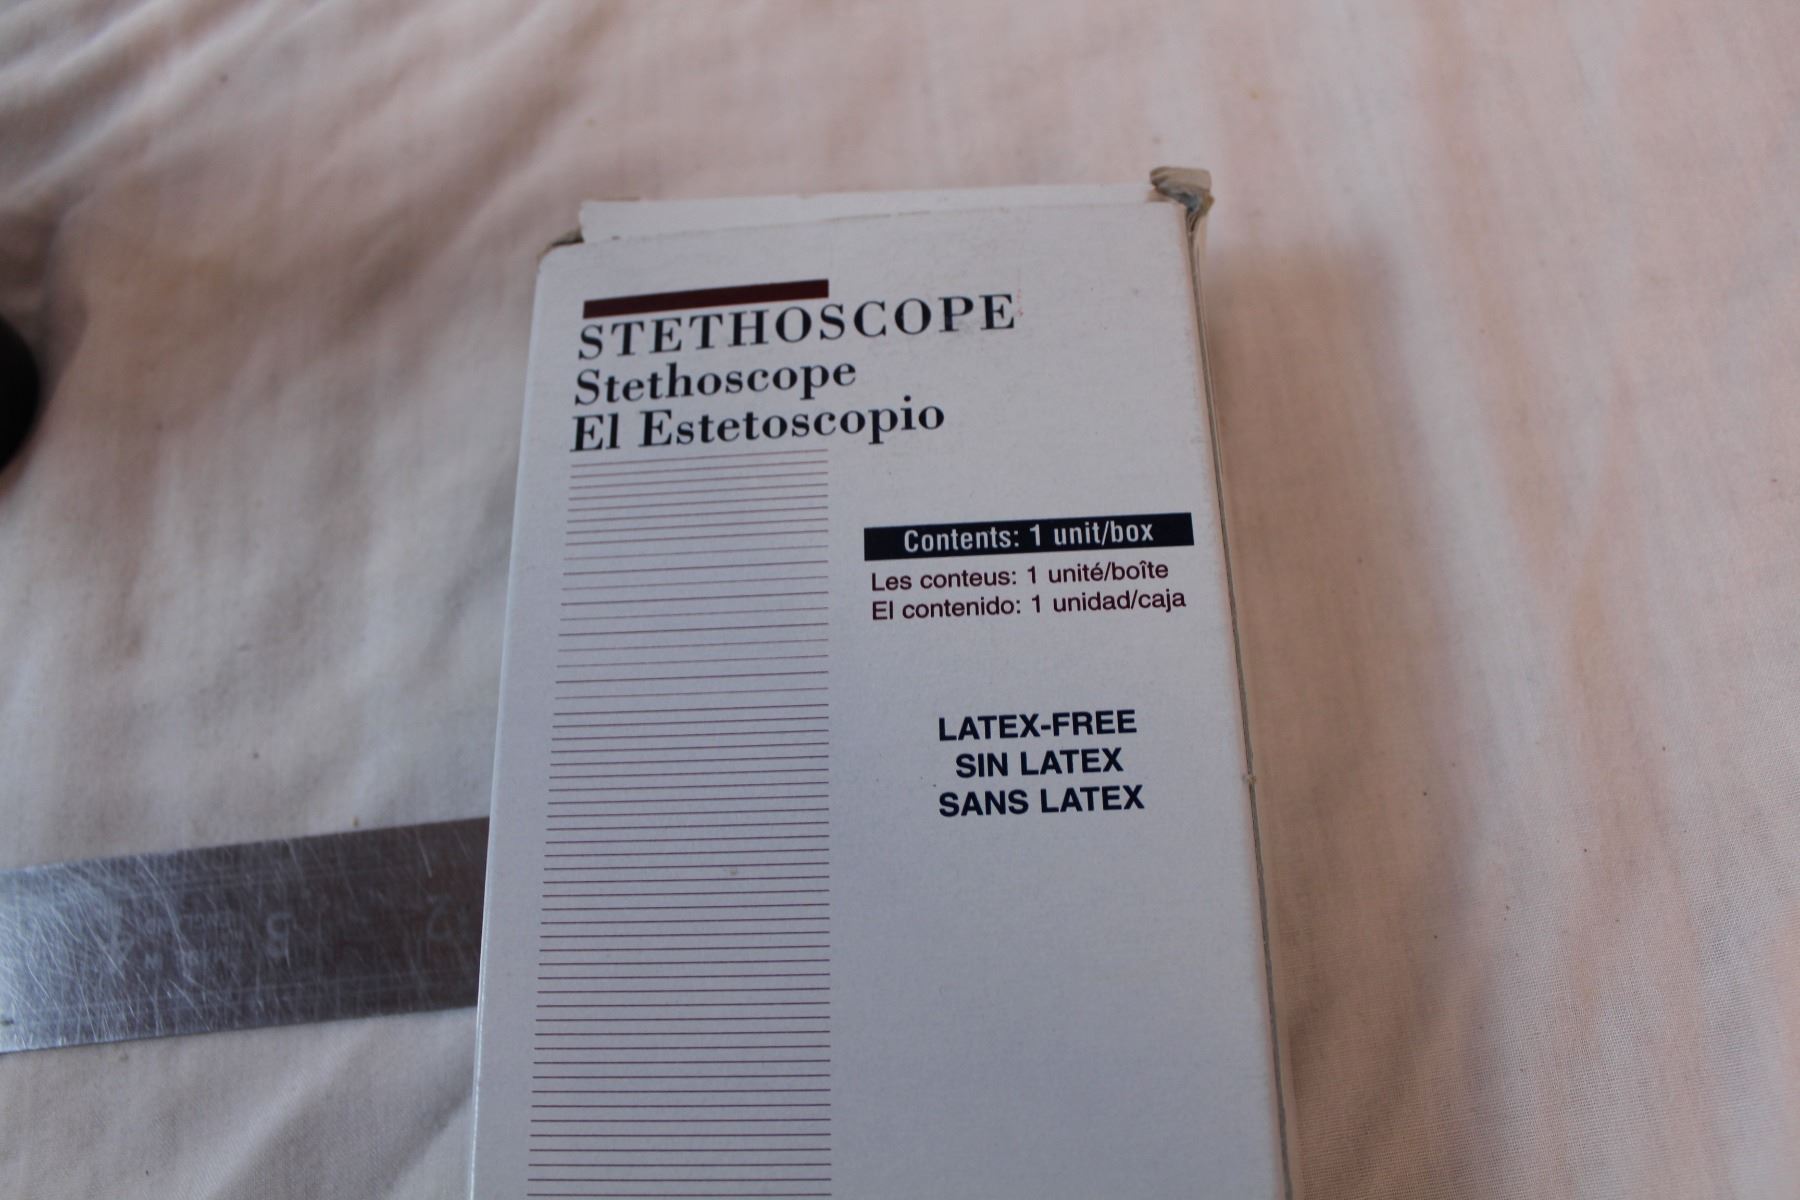 STETHOSCOPE
Stethoscope
El Estetoscopio
Contents: 1 unit/box
Les conteus: 1 unité/boîte
El contenido: 1 unidad/caja
LATEX-FREE
SIN LATEX
SANS LATEX